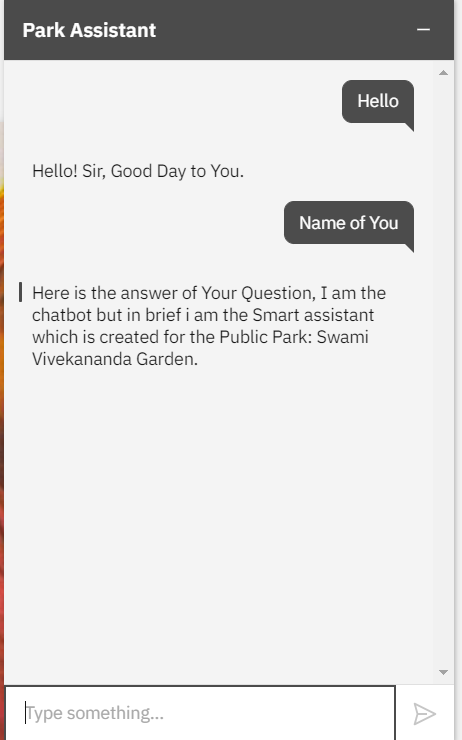 Park Assistant
Hello
Hello! Sir, Good Day to You.
Name of You
Here is the answer of Your Question, I am the
chatbot but in brief i am the Smart assistant
which is created for the Public Park: Swami
Vivekananda Garden.
Type something...